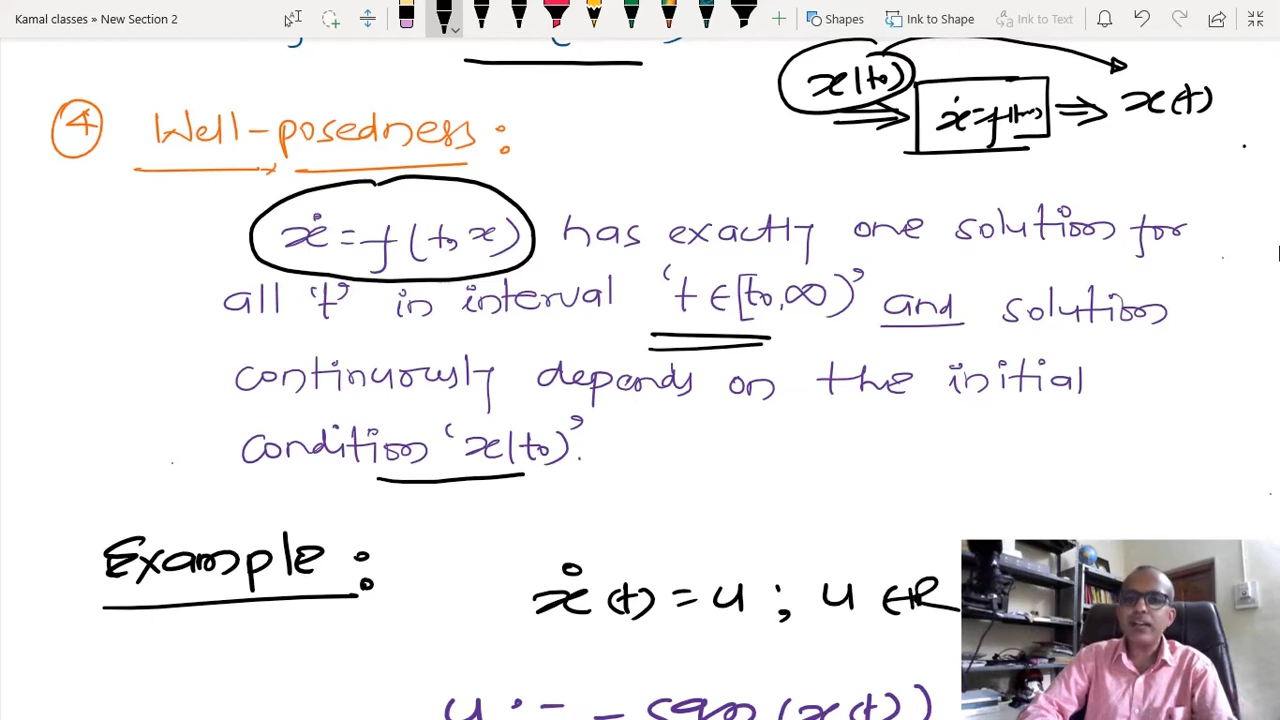 Kamal classes » New Section 2
Shapes
Ink to Shape
Ink to Text
x(t0)
x(t)
④ Well-posedness:
ẋ = f(t, x) has exactly one solution for
all 't' in interval 't ∈ [t0, ∞)' and solution
continuously depends on the initial
condition 'x(t0)'.
Example:
ẋ(t) = u ; u ∈ R
u := - sgn(x(t))